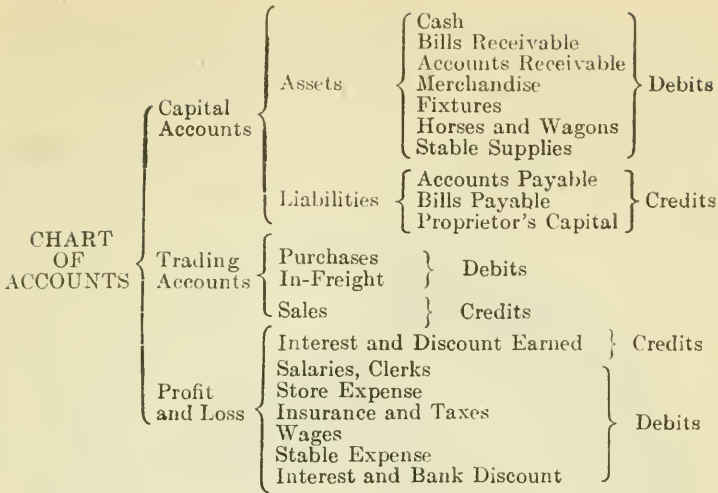 CHART
OF
ACCOUNTS
Capital
Accounts
Assets
Cash
Bills Receivable
Accounts Receivable
Merchandise
Fixtures
Horses and Wagons
Stable Supplies
Debits
Liabilities
Accounts Payable
Bills Payable
Proprietor's Capital
Credits
Trading
Accounts
Purchases
In-Freight
Debits
Sales
Credits
Profit
and Loss
Interest and Discount Earned
Credits
Salaries, Clerks
Store Expense
Insurance and Taxes
Wages
Stable Expense
Interest and Bank Discount
Debits